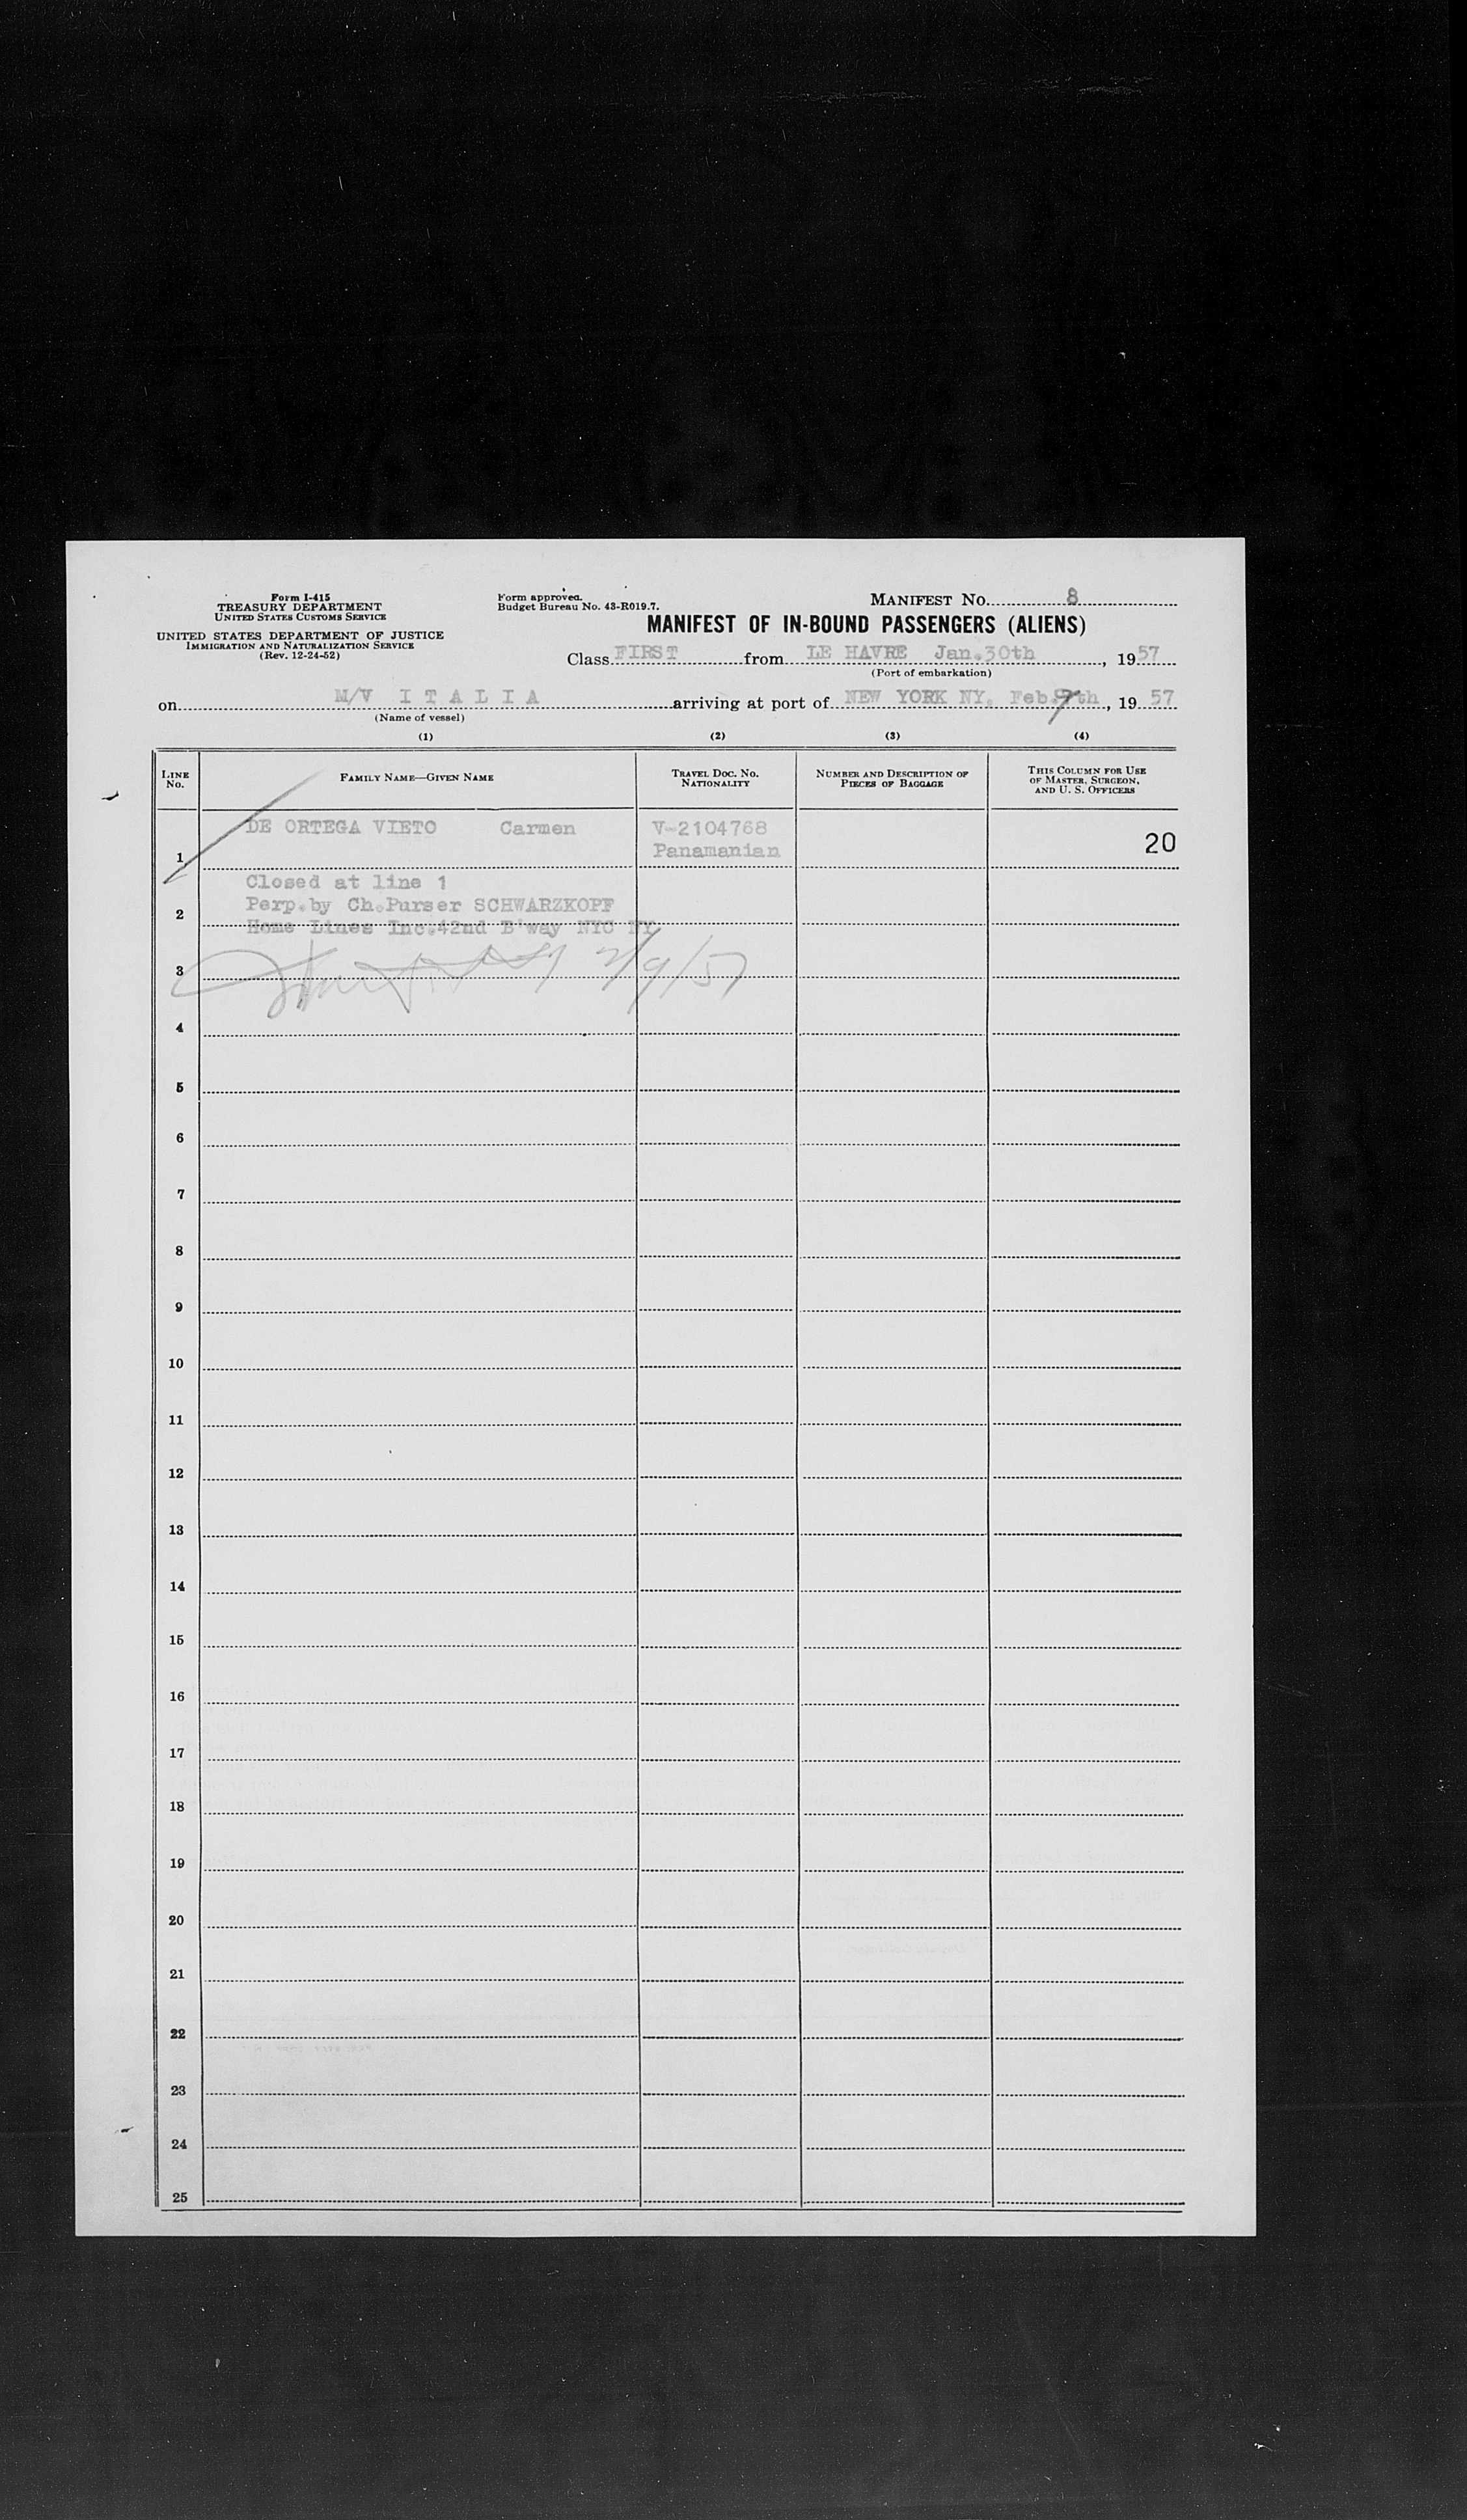 Form I-415
TREASURY DEPARTMENT
UNITED STATES CUSTOMS SERVICE
UNITED STATES DEPARTMENT OF JUSTICE
IMMIGRATION AND NATURALIZATION SERVICE
(Rev. 12-24-52)
Form approved.
Budget Bureau No. 43-R019.7.
MANIFEST NO. 8
MANIFEST OF IN-BOUND PASSENGERS (ALIENS)
Class FIRST from LE HAVRE Jan.30th, 1957
(Port of embarkation)
on M/V I T A L I A arriving at port of NEW YORK NY. Feb. 9th, 19 57
(Name of vessel)
(1) (2) (3) (4)
LINE NO.
FAMILY NAME—GIVEN NAME
TRAVEL DOC. NO.
NATIONALITY
NUMBER AND DESCRIPTION OF
PIECES OF BAGGAGE
THIS COLUMN FOR USE
OF MASTER, SURGEON,
AND U. S. OFFICERS
DE ORTEGA VIETO Carmen V-2104768
1 Panamanian 20
Closed at line 1
2 Perp.by Ch.Purser SCHWARZKOPF
Home Lines Inc.42nd B'way NYC NY
3 2/9/57
4
5
6
7
8
9
10
11
12
13
14
15
16
17
18
19
20
21
22
23
24
25